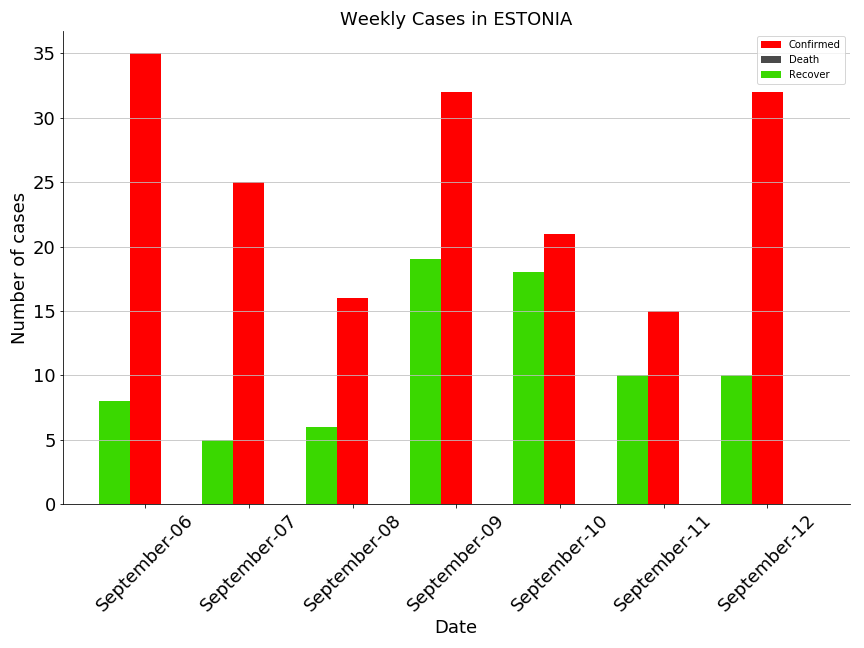 Weekly Cases in ESTONIA
Confirmed
Death
Recover
Number of cases
35
30
25
20
15
10
5
0
September-06
September-07
September-08
September-09
September-10
September-11
September-12
Date